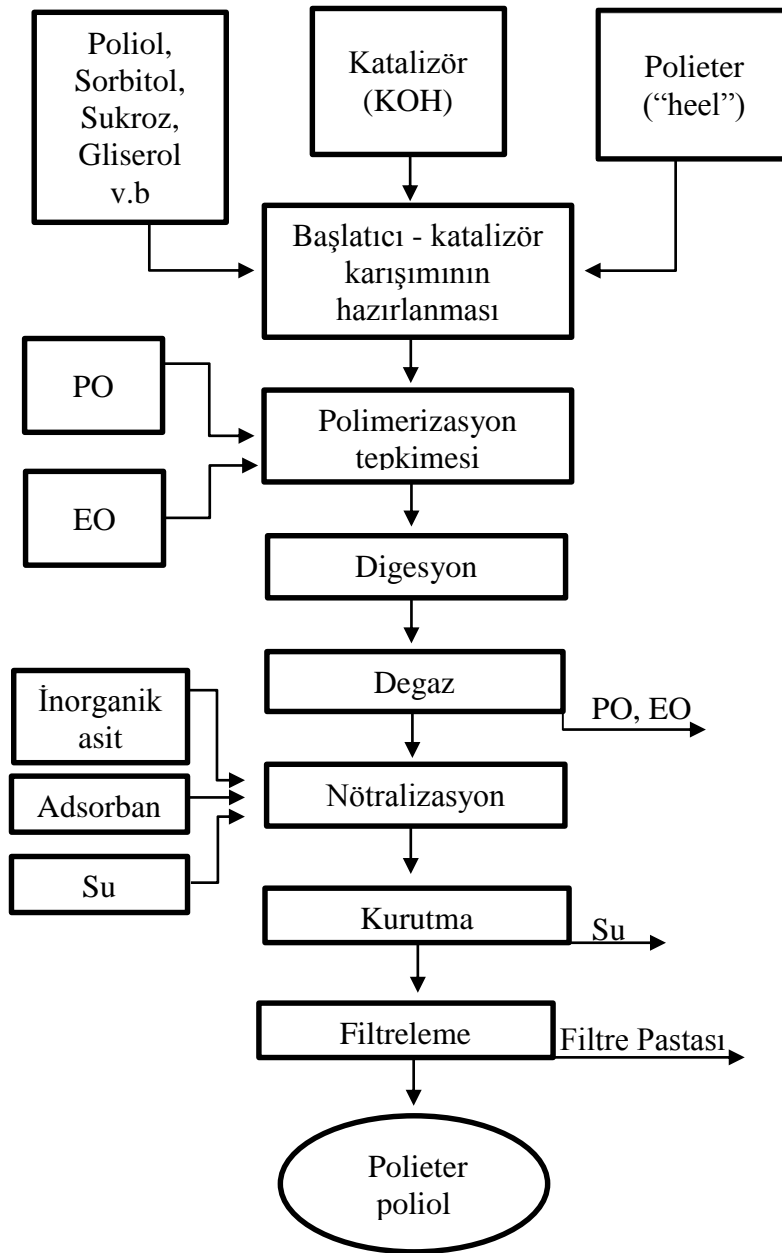 Poliol,
Sorbitol,
Sukroz,
Gliserol
v.b
Katalizör
(KOH)
Polieter
(“heel”)
Başlatıcı - katalizör
karışımının
hazırlanması
PO
Polimerizasyon
tepkimesi
EO
Digesyon
Degaz
PO, EO
İnorganik
asit
Adsorban
Nötralizasyon
Su
Kurutma
Su
Filtreleme
Filtre Pastası
Polieter
poliol